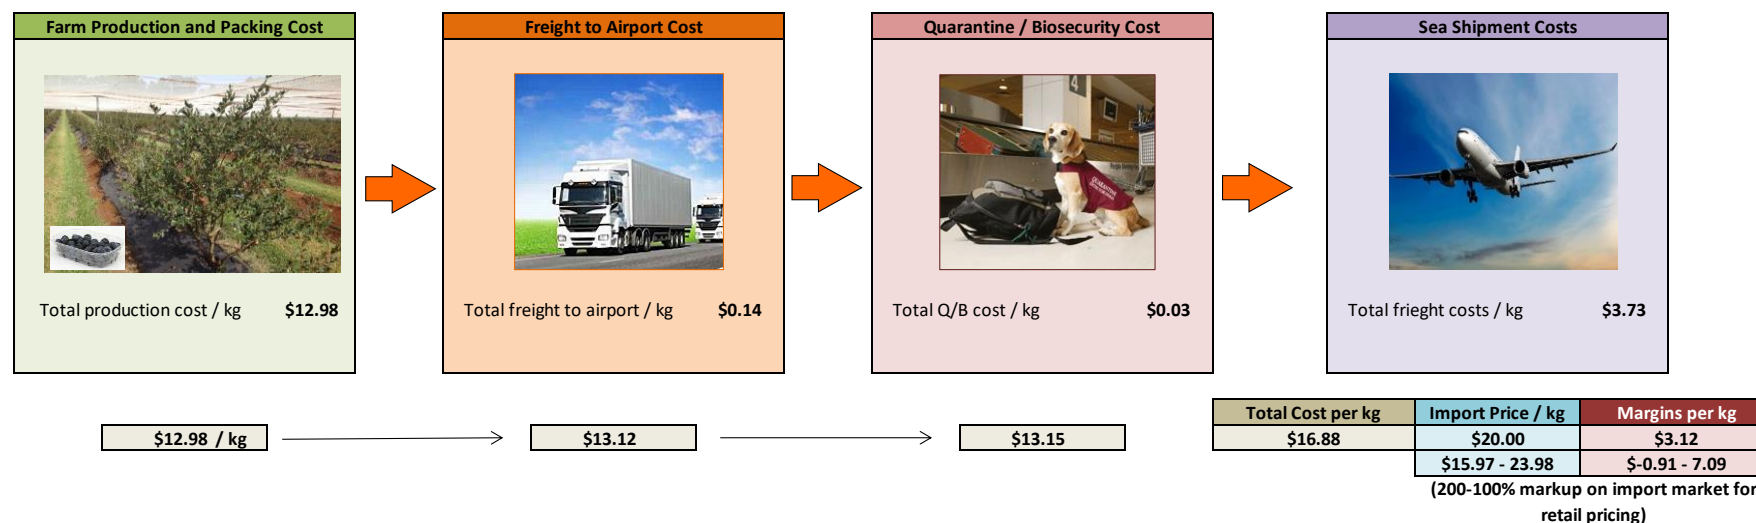 Farm Production and Packing Cost
Total production cost / kg $12.98
Freight to Airport Cost
Total freight to airport / kg $0.14
Quarantine / Biosecurity Cost
4
QUARANTINE
Total Q/B cost / kg $0.03
Sea Shipment Costs
Total frieght costs / kg $3.73
$12.98 / kg
$13.12
$13.15
Total Cost per kg Import Price / kg Margins per kg
$16.88 $20.00 $3.12
$15.97 - 23.98 $-0.91 - 7.09
(200-100% markup on import market for
retail pricing)